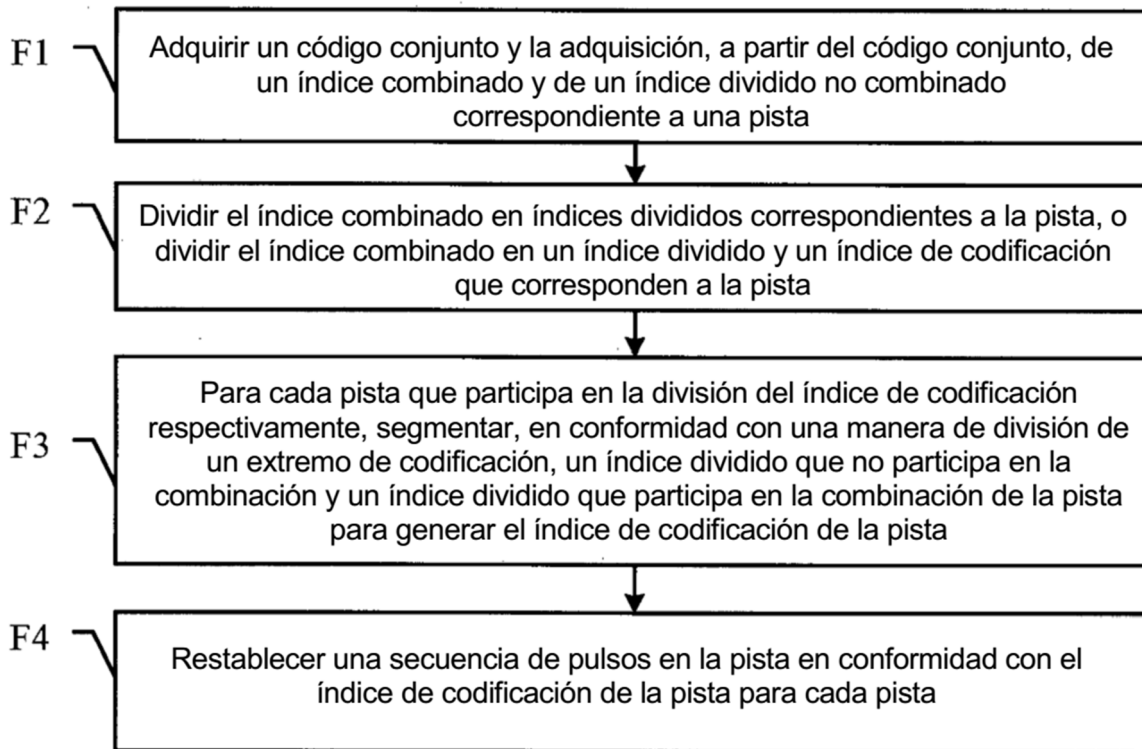 F1
Adquirir un código conjunto y la adquisición, a partir del código conjunto, de
un índice combinado y de un índice dividido no combinado
correspondiente a una pista
F2
Dividir el índice combinado en índices divididos correspondientes a la pista, o
dividir el índice combinado en un índice dividido y un índice de codificación
que corresponden a la pista
F3
Para cada pista que participa en la división del índice de codificación
respectivamente, segmentar, en conformidad con una manera de división de
un extremo de codificación, un índice dividido que no participa en la
combinación y un índice dividido que participa en la combinación de la pista
para generar el índice de codificación de la pista
F4
Restablecer una secuencia de pulsos en la pista en conformidad con el
índice de codificación de la pista para cada pista